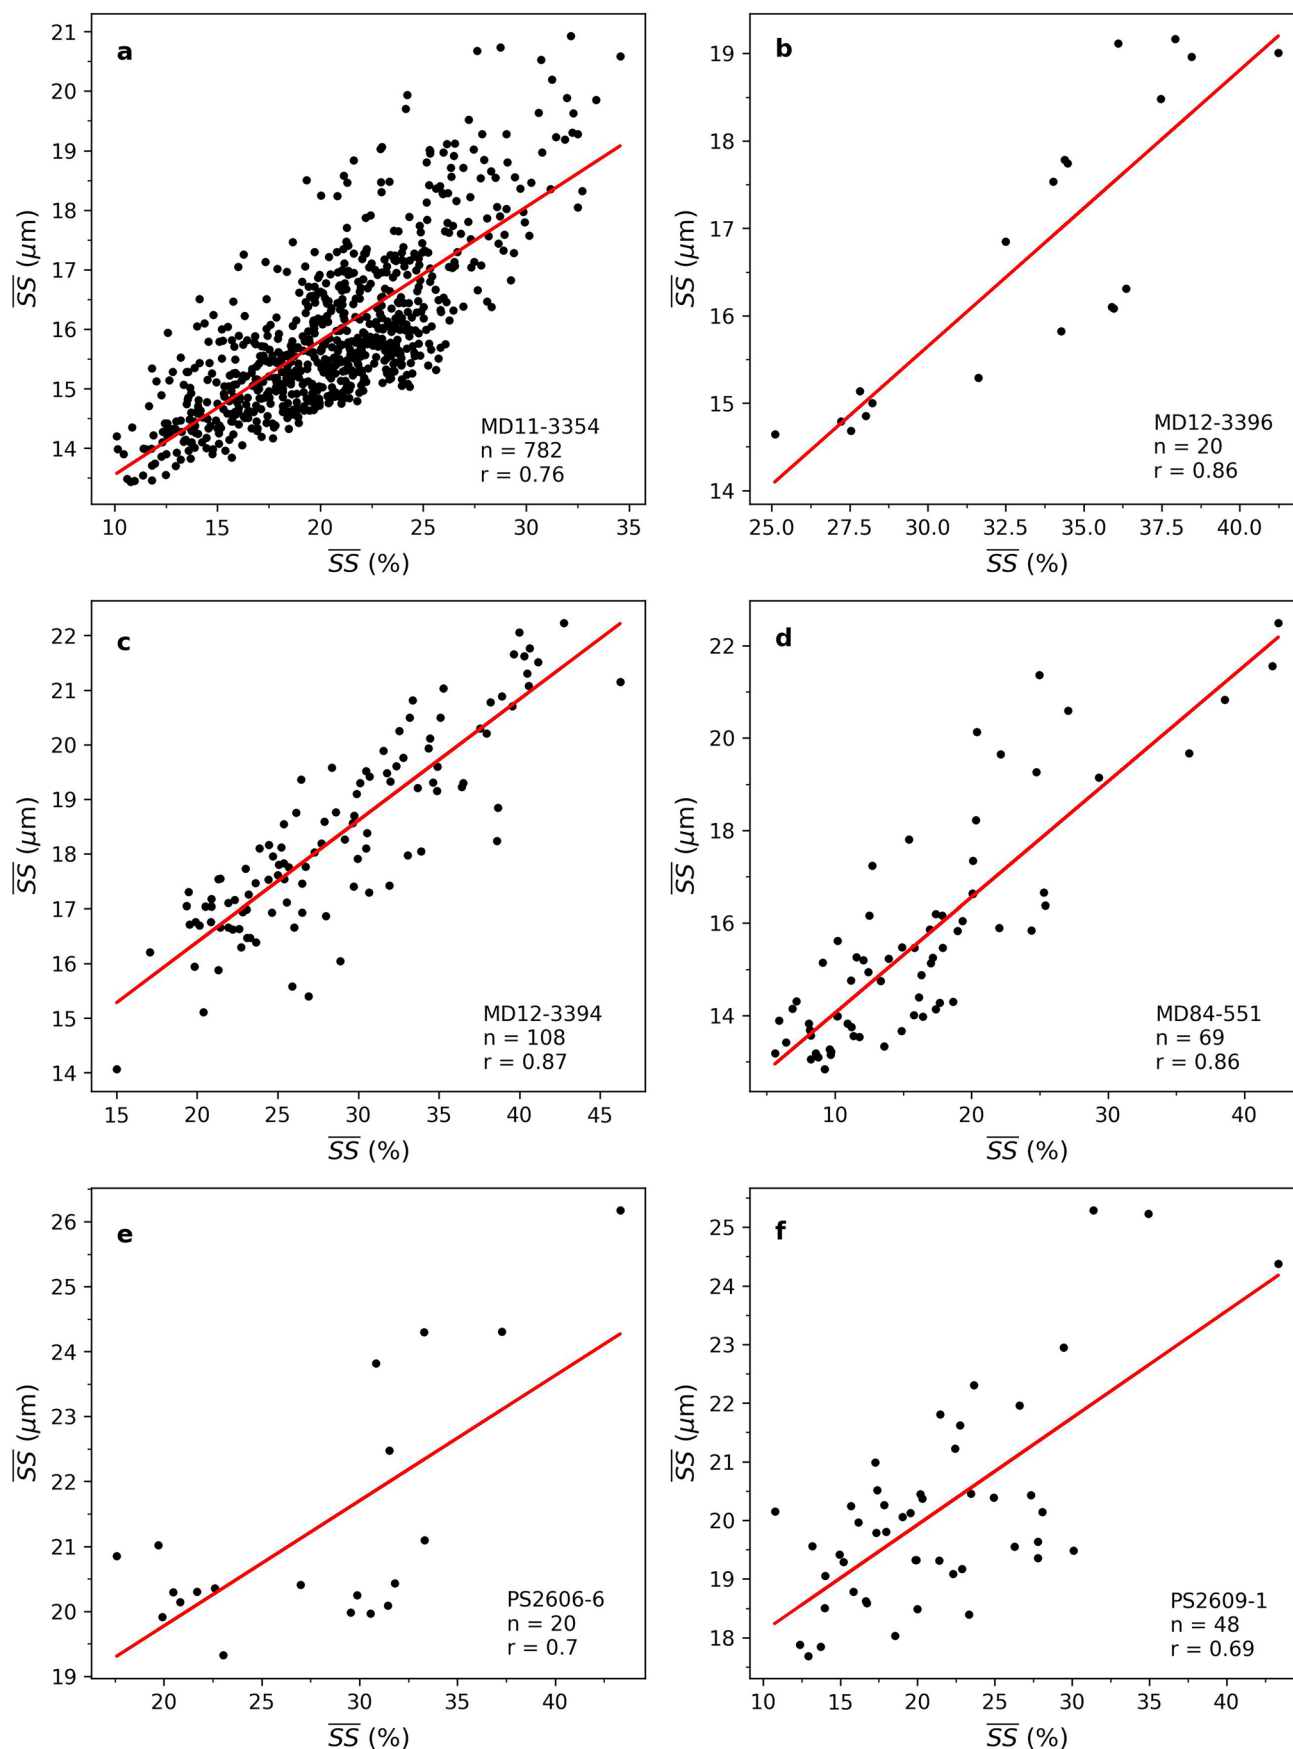 a
21
20
19
18
17
16
15
14
SS (μm)
MD11-3354
n = 782
r = 0.76
10 15 20 25 30 35
SS (%)
b
19
18
17
16
15
14
SS (μm)
MD12-3396
n = 20
r = 0.86
25.0 27.5 30.0 32.5 35.0 37.5 40.0
SS (%)
c
22
21
20
19
18
17
16
15
14
SS (μm)
MD12-3394
n = 108
r = 0.87
15 20 25 30 35 40 45
SS (%)
d
22
20
18
16
14
SS (μm)
MD84-551
n = 69
r = 0.86
10 20 30 40
SS (%)
e
26
25
24
23
22
21
20
19
SS (μm)
PS2606-6
n = 20
r = 0.7
20 25 30 35 40
SS (%)
f
25
24
23
22
21
20
19
18
SS (μm)
PS2609-1
n = 48
r = 0.69
10 15 20 25 30 35 40
SS (%)